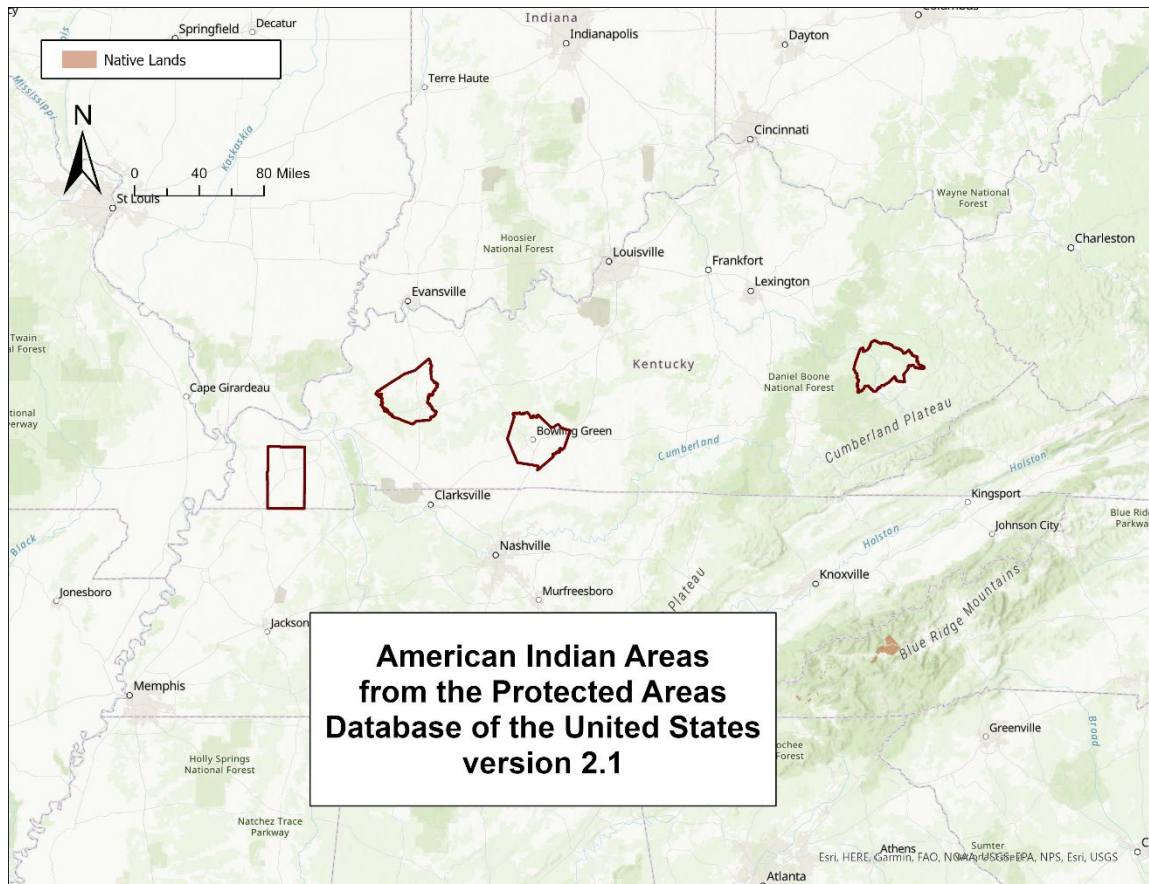 Springfield
Decatur
Indiana
Indianapolis
Dayton
Native Lands
Terre Haute
Mississippi
Kaskaskia
N
Cincinnati
0 40 80 Miles
St Louis
Wayne National
Forest
Charleston
Hoosier
National Forest
Louisville
Frankfort
Lexington
Evansville
Twain
Kentucky
Daniel Boone
National Forest
Cape Girardeau
Bowling Green
Cumberland
Cumberland Plateau
Holston
Clarksville
Kingsport
Johnson City
Blue Ridge
Parkway
Black
Nashville
Holston
Knoxville
Plateau
Blue Ridge Mountains
Jonesboro
Murfreesboro
Jackson
American Indian Areas
from the Protected Areas
Database of the United States
version 2.1
Memphis
Greenville
Broad
Holly Springs
National Forest
ochee
Forest
Natchez Trace
Parkway
Athens
Sumter
Esri, HERE, Garmin, FAO, NOAA, USGS, EPA, NPS, Esri, USGS
Atlanta